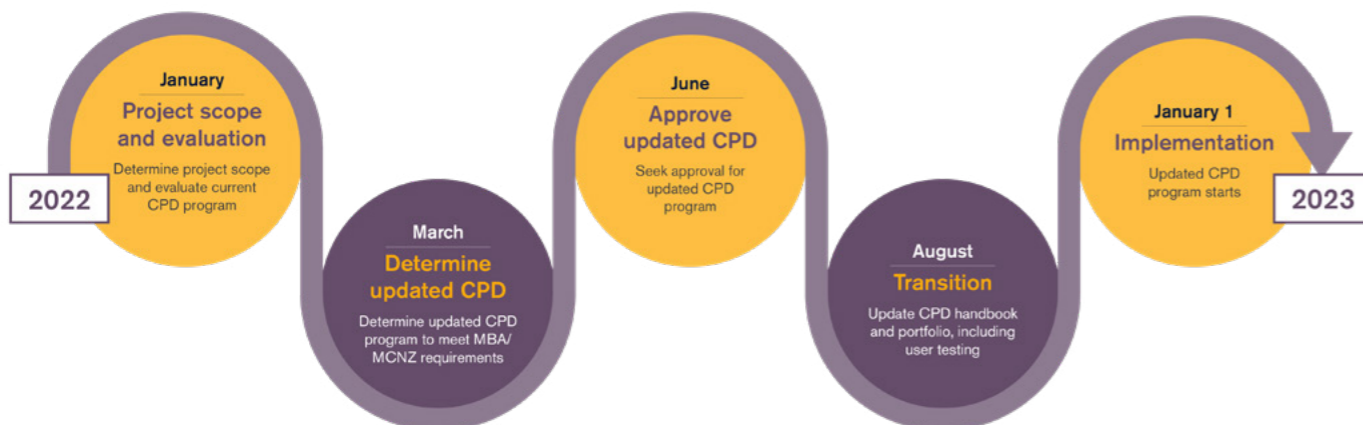 2022
January
Project scope
and evaluation
Determine project scope
and evaluate current
CPD program
March
Determine
updated CPD
Determine updated CPD
program to meet MBA/
MCNZ requirements
June
Approve
updated CPD
Seek approval for
updated CPD
program
August
Transition
Update CPD handbook
and portfolio, including
user testing
January 1
Implementation
Updated CPD
program starts
2023